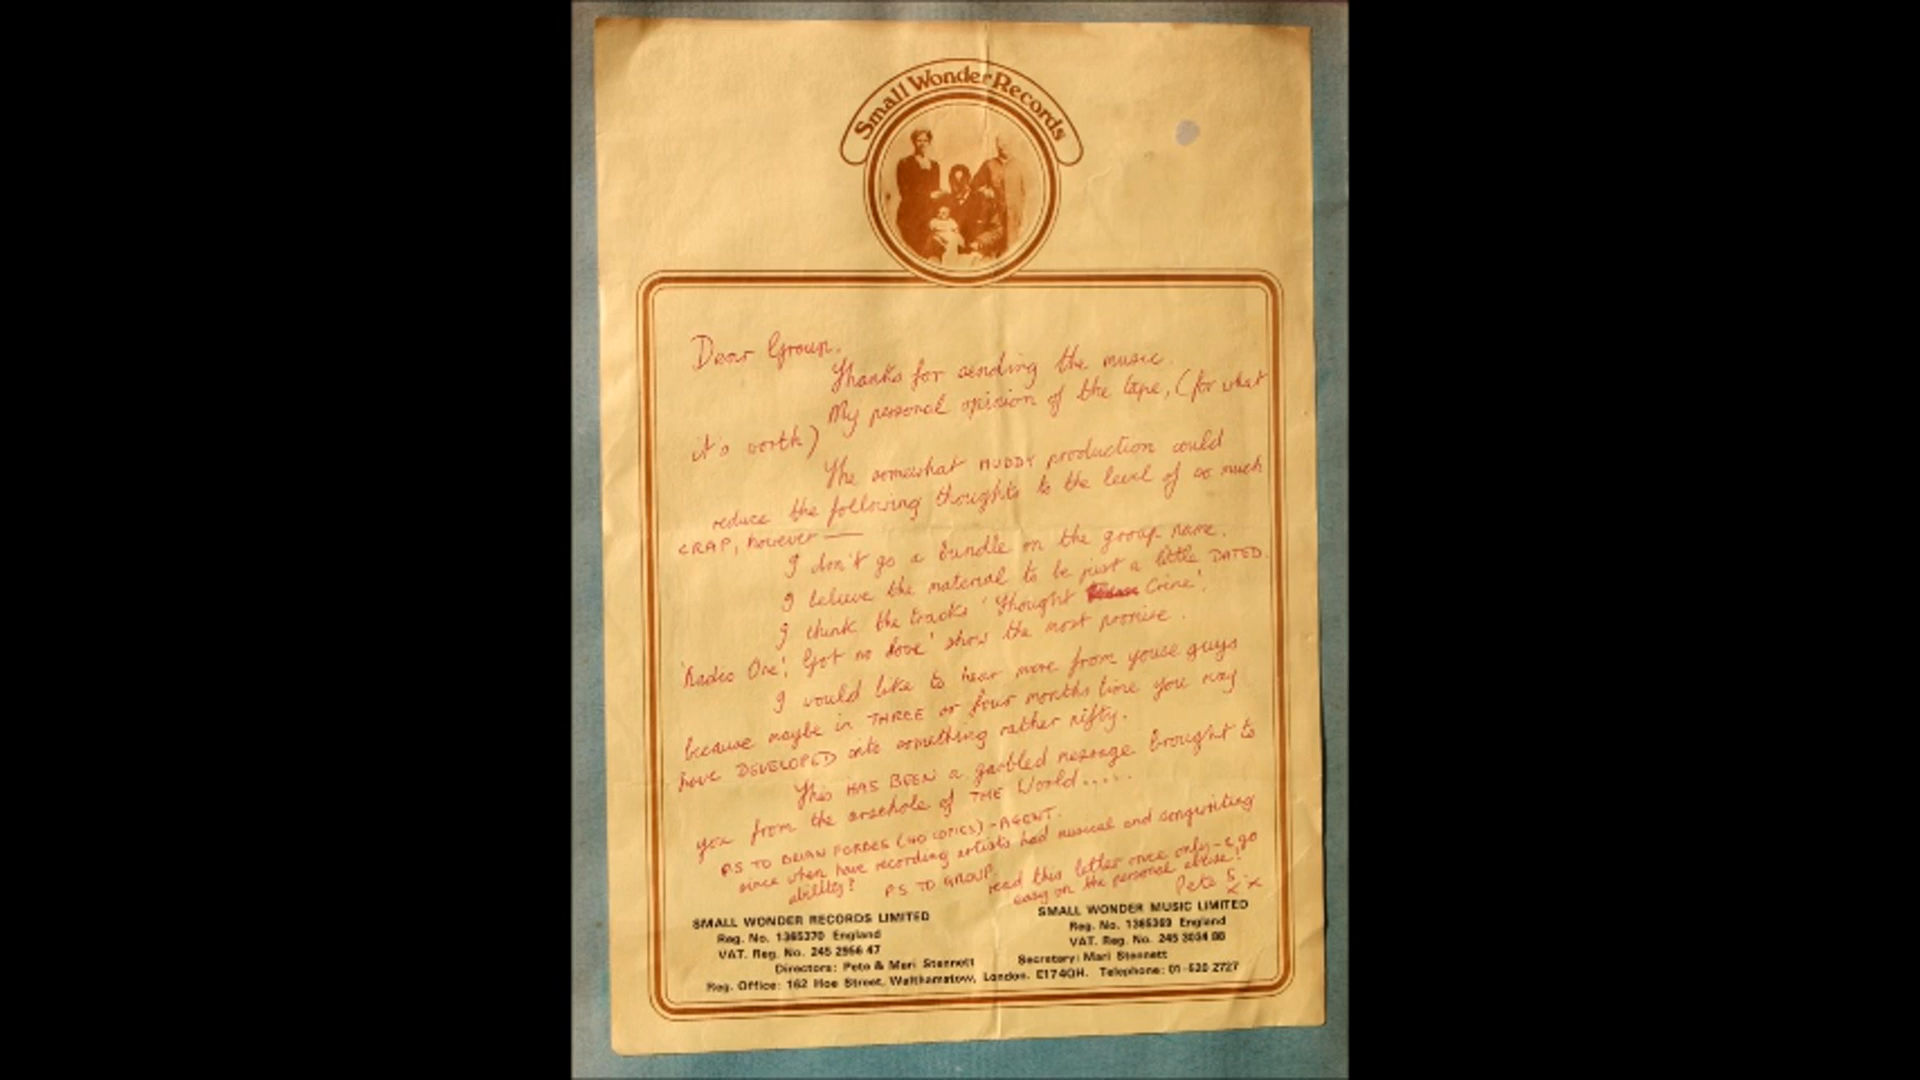 Small Wonder Records
Dear Group.
Thanks for sending the music.
My personal opinion of the tape, (for what
it's worth)
The somewhat MUDDY production could
reduce the following thoughts to the level of so much
CRAP, however —
I don't go a bundle on the group name.
I believe the material to be just a little DATED.
I think the tracks 'Thought Crime',
'Radio One', Got no love' show the most promise.
I would like to hear more from youse guys
because maybe in THREE or four months time you may
have DEVELOPED into something rather nifty.
This HAS BEEN a garbled message brought to
you from the arsehole of THE World.....
P.S TO BRIAN FORBES (40 COPIES) - AGENT.
since when have recording artists had musical and songwriting
ability?
P.S TO GROUP.
read this letter once only - & go
easy on the personal abuse!
Pete S.
x x
SMALL WONDER RECORDS LIMITED
Reg. No. 1365370 England
VAT. Reg. No. 245 2956 47
SMALL WONDER MUSIC LIMITED
Reg. No. 1365369 England
VAT. Reg. No. 245 3034 88
Directors: Pete & Mari Stennett
Secretary: Mari Stennett
Reg. Office: 162 Hoe Street, Walthamstow, London. E174QH. Telephone: 01-520 2727